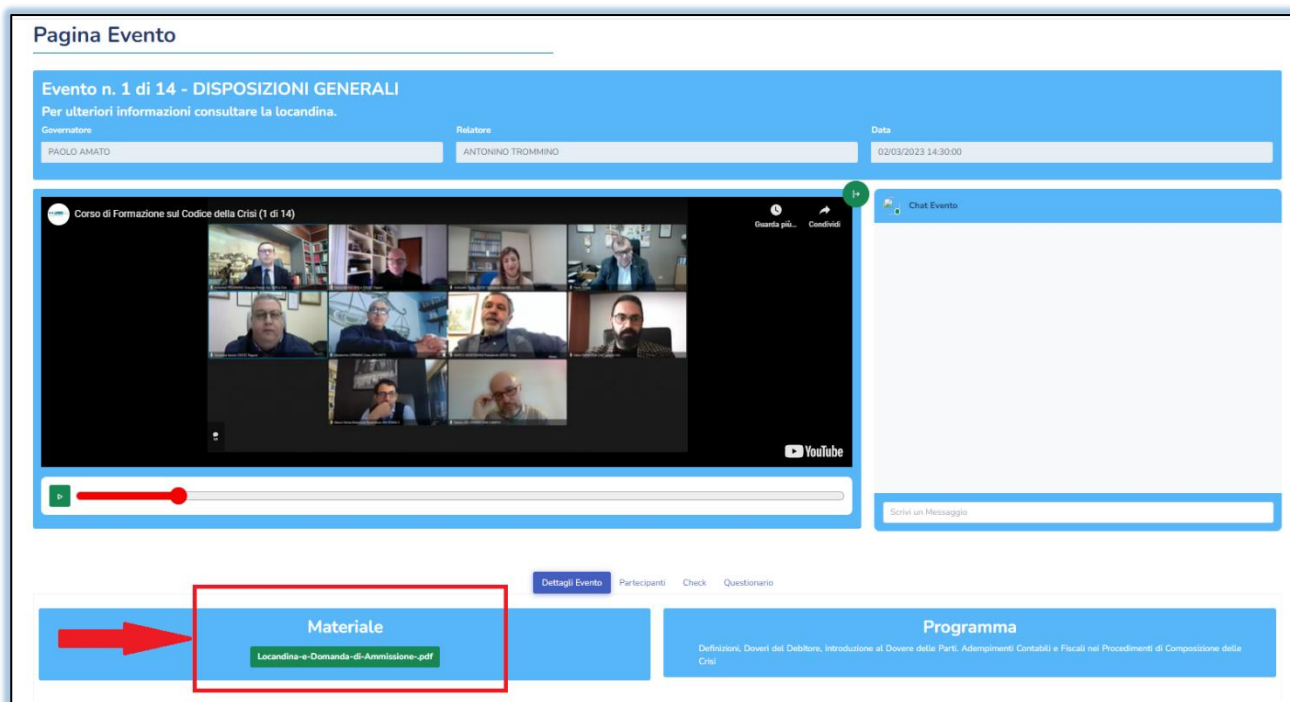 Pagina Evento
Evento n. 1 di 14 - DISPOSIZIONI GENERALI
Per ulteriori informazioni consultare la locandina.
Governatore
Relatore
Data
PAOLO AMATO
ANTONINO TROMMINO
02/03/2023 14:30:00
Corso di Formazione sul Codice della Crisi (1 di 14)
Guarda più...
Condividi
YouTube
Chat Evento
Scrivi un Messaggio
Dettagli Evento
Partecipanti
Check
Questionario
Materiale
Locandina-e-Domanda-di-Ammissione-.pdf
Programma
Definizioni, Doveri del Debitore, introduzione al Dovere delle Parti. Adempimenti Contabili e Fiscali nei Procedimenti di Composizione delle
Crisi